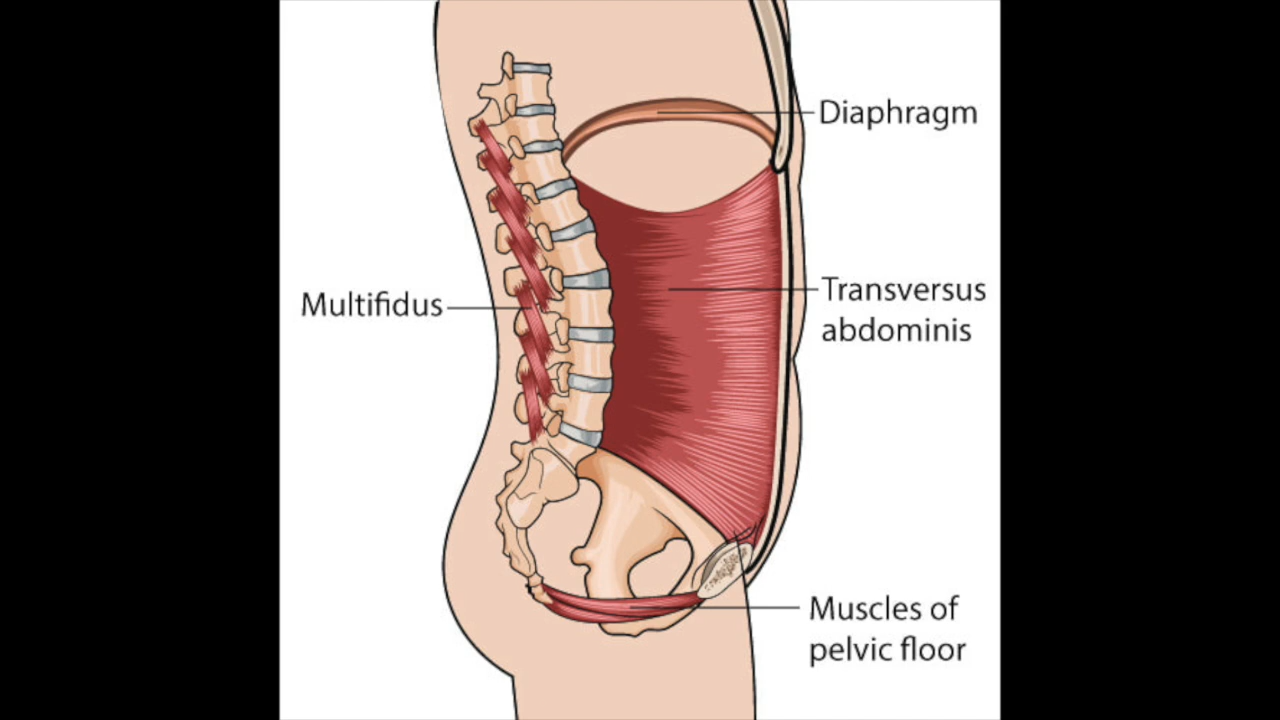 Diaphragm
Transversus
abdominis
Multifidus
Muscles of
pelvic floor